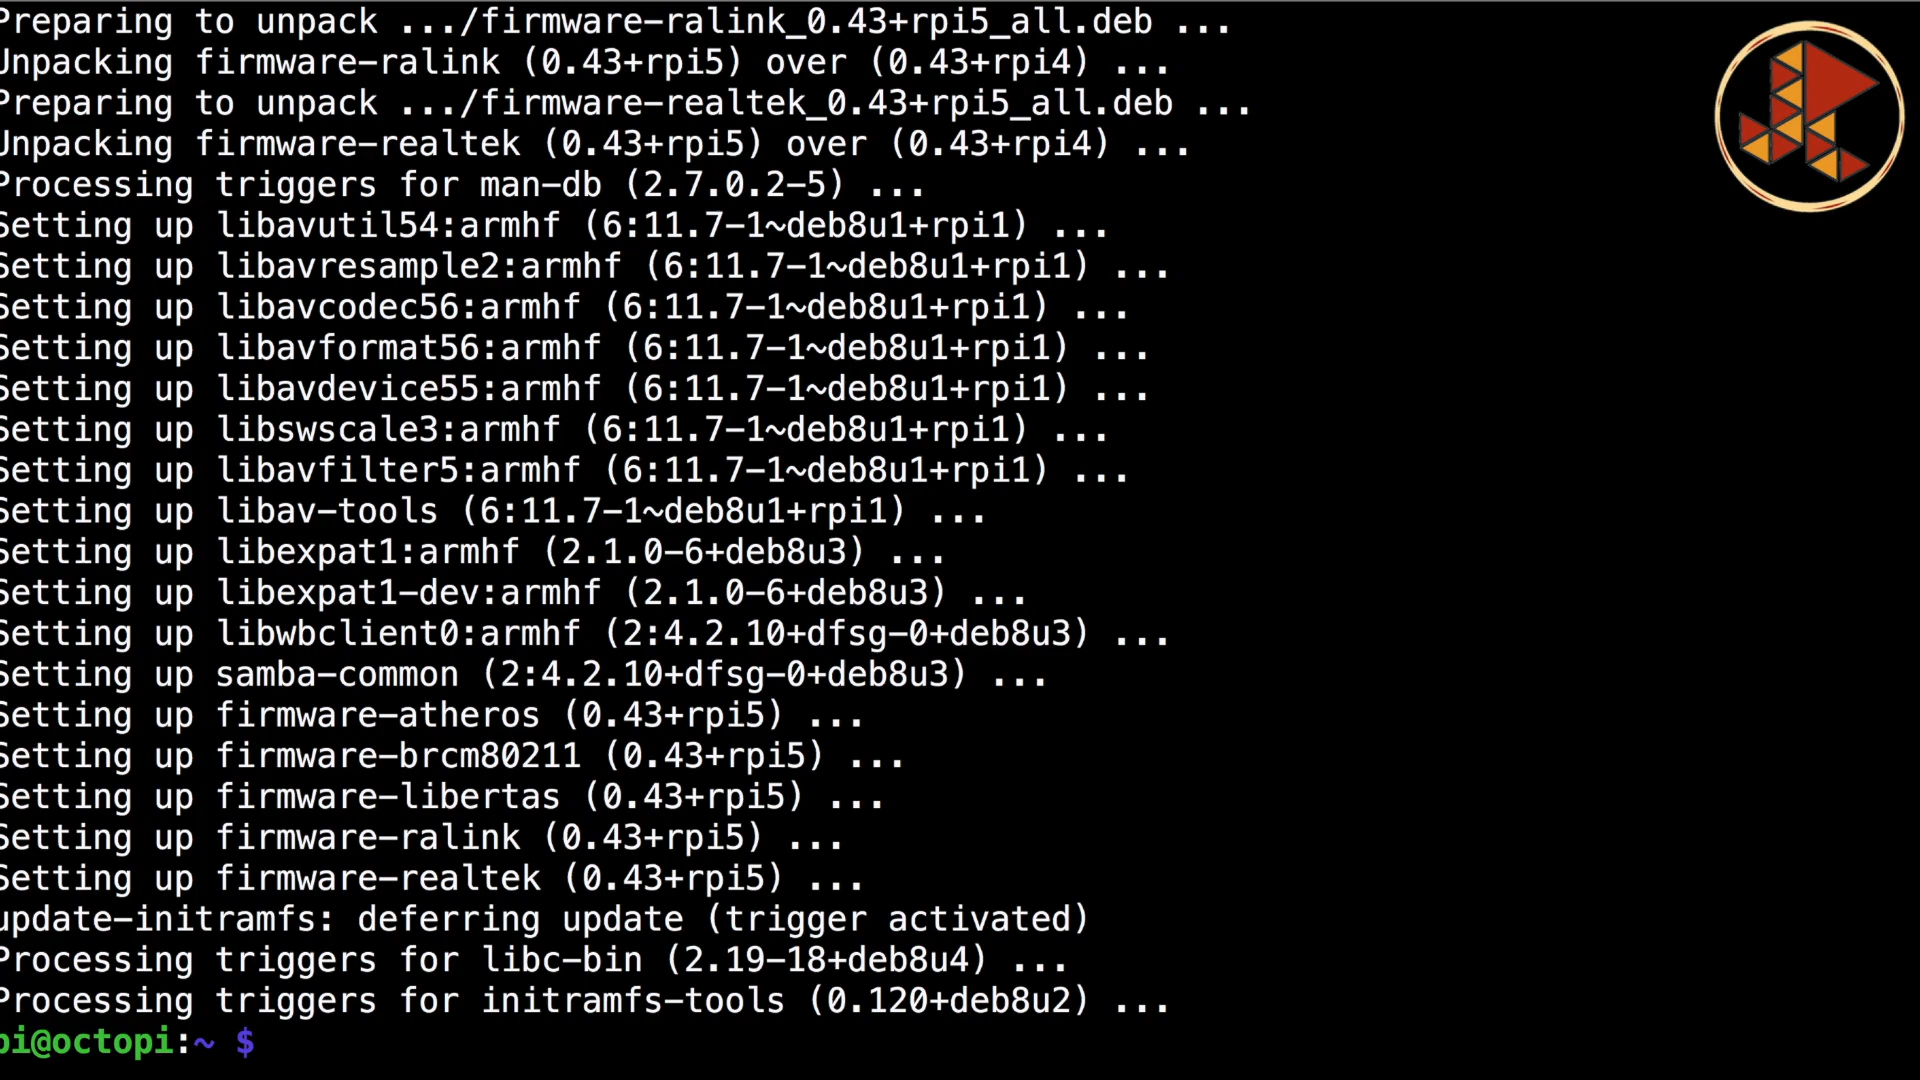 Preparing to unpack .../firmware-ralink_0.43+rpi5_all.deb ...
Unpacking firmware-ralink (0.43+rpi5) over (0.43+rpi4) ...
Preparing to unpack .../firmware-realtek_0.43+rpi5_all.deb ...
Unpacking firmware-realtek (0.43+rpi5) over (0.43+rpi4) ...
Processing triggers for man-db (2.7.0.2-5) ...
Setting up libavutil54:armhf (6:11.7-1~deb8u1+rpi1) ...
Setting up libavresample2:armhf (6:11.7-1~deb8u1+rpi1) ...
Setting up libavcodec56:armhf (6:11.7-1~deb8u1+rpi1) ...
Setting up libavformat56:armhf (6:11.7-1~deb8u1+rpi1) ...
Setting up libavdevice55:armhf (6:11.7-1~deb8u1+rpi1) ...
Setting up libswscale3:armhf (6:11.7-1~deb8u1+rpi1) ...
Setting up libavfilter5:armhf (6:11.7-1~deb8u1+rpi1) ...
Setting up libav-tools (6:11.7-1~deb8u1+rpi1) ...
Setting up libexpat1:armhf (2.1.0-6+deb8u3) ...
Setting up libexpat1-dev:armhf (2.1.0-6+deb8u3) ...
Setting up libwbclient0:armhf (2:4.2.10+dfsg-0+deb8u3) ...
Setting up samba-common (2:4.2.10+dfsg-0+deb8u3) ...
Setting up firmware-atheros (0.43+rpi5) ...
Setting up firmware-brcm80211 (0.43+rpi5) ...
Setting up firmware-libertas (0.43+rpi5) ...
Setting up firmware-ralink (0.43+rpi5) ...
Setting up firmware-realtek (0.43+rpi5) ...
update-initramfs: deferring update (trigger activated)
Processing triggers for libc-bin (2.19-18+deb8u4) ...
Processing triggers for initramfs-tools (0.120+deb8u2) ...
pi@octopi:~ $